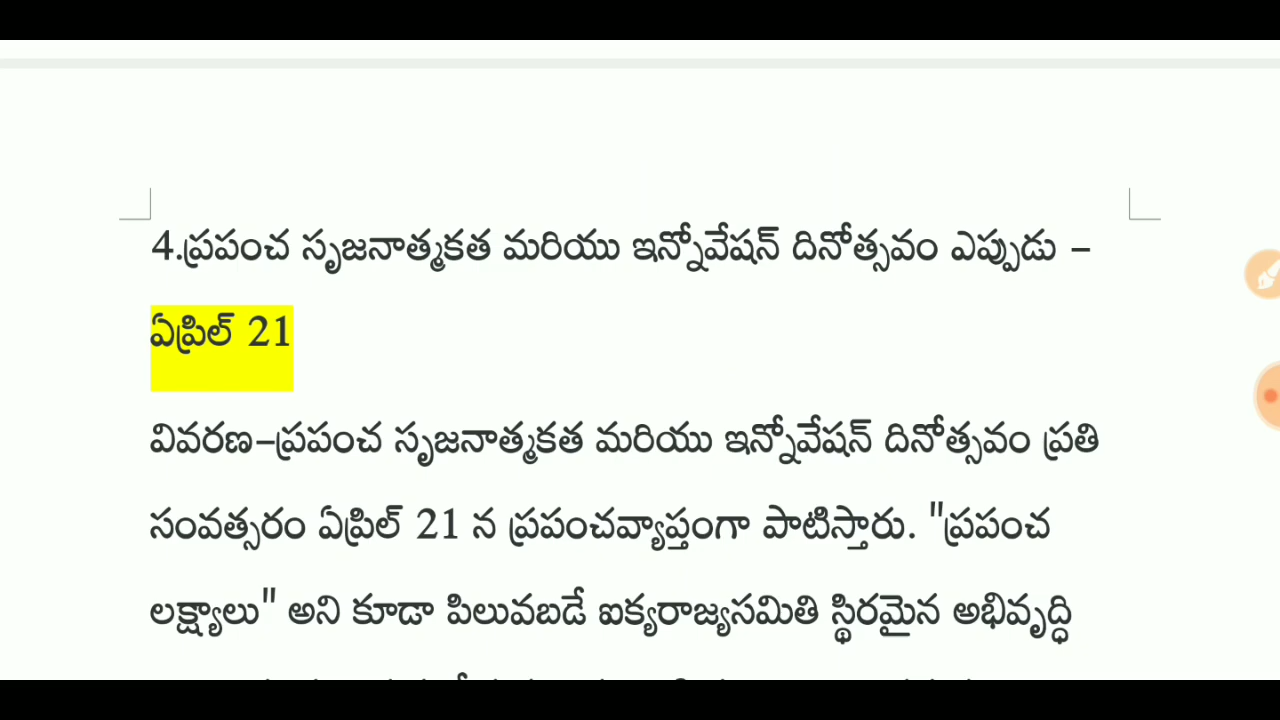 4.ప్రపంచ సృజనాత్మకత మరియు ఇన్నోవేషన్ దినోత్సవం ఎప్పుడు –
ఏప్రిల్ 21
వివరణ–ప్రపంచ సృజనాత్మకత మరియు ఇన్నోవేషన్ దినోత్సవం ప్రతి
సంవత్సరం ఏప్రిల్ 21 న ప్రపంచవ్యాప్తంగా పాటిస్తారు. "ప్రపంచ
లక్ష్యాలు" అని కూడా పిలువబడే ఐక్యరాజ్యసమితి స్థిరమైన అభివృద్ధి